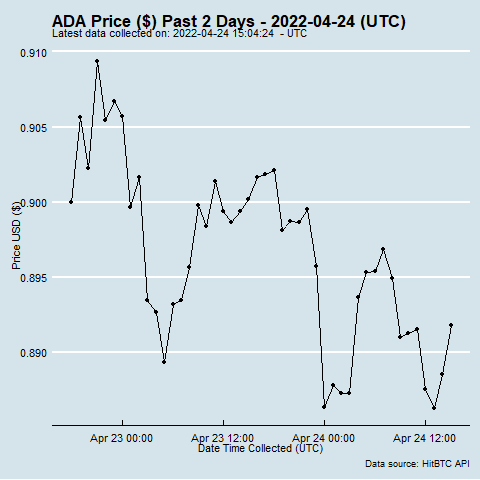 ADA Price ($) Past 2 Days - 2022-04-24 (UTC)
Latest data collected on: 2022-04-24 15:04:24 - UTC
0.910
0.905
0.900
0.895
0.890
Price USD ($)
Apr 23 00:00 Apr 23 12:00 Apr 24 00:00 Apr 24 12:00
Date Time Collected (UTC)
Data source: HitBTC API